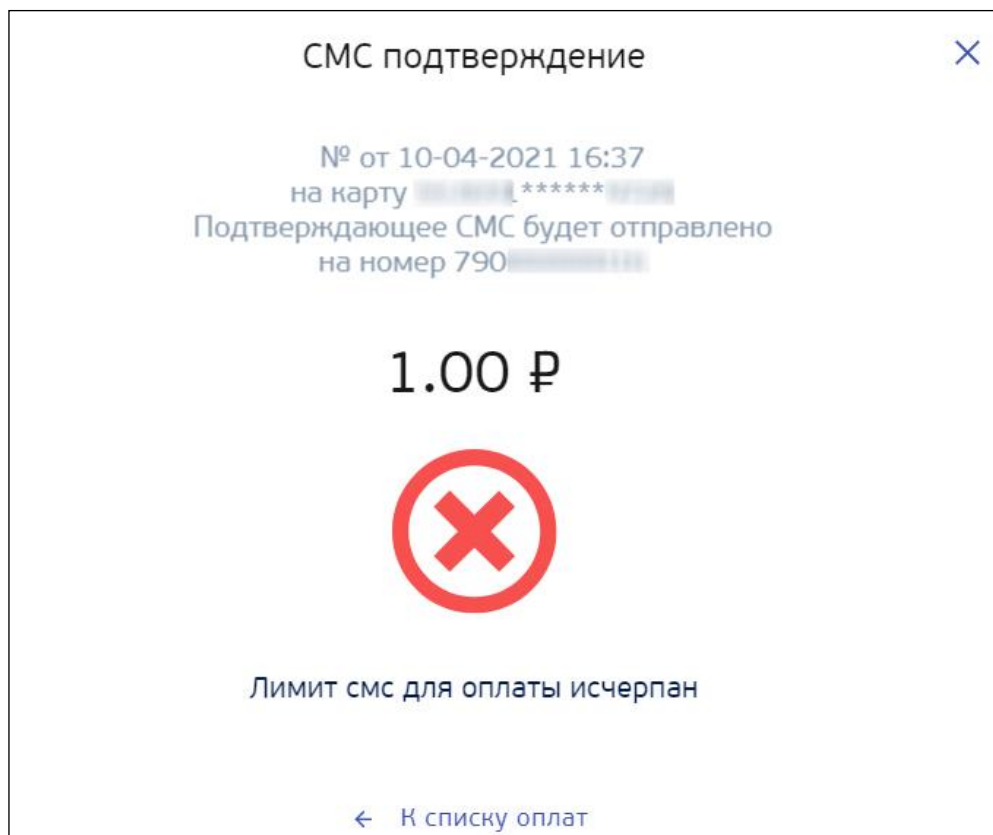 СМС подтверждение
№ от 10-04-2021 16:37
на карту ******
Подтверждающее СМС будет отправлено
на номер 790
1.00 ₽
Лимит смс для оплаты исчерпан
← К списку оплат